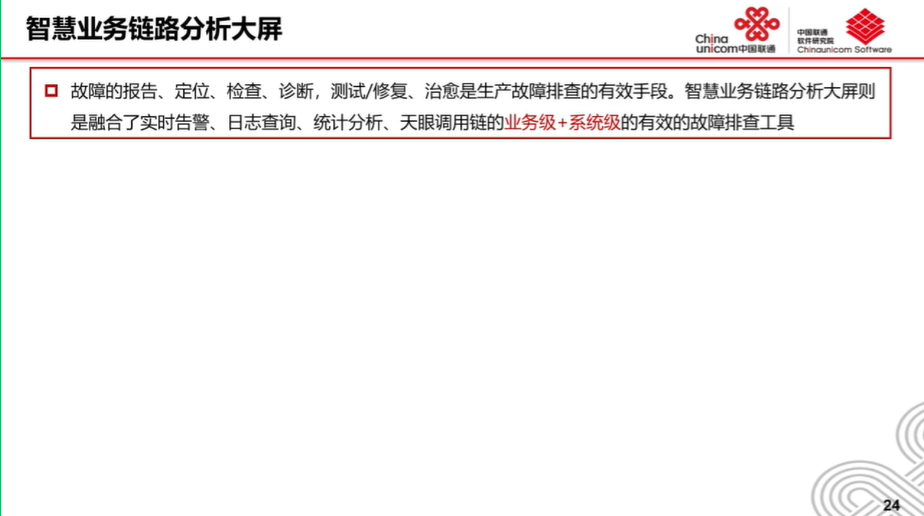 智慧业务链路分析大屏
China
unicom中国联通
中国联通
软件研究院
Chinaunicom Software
故障的报告、定位、检查、诊断，测试/修复、治愈是生产故障排查的有效手段。智慧业务链路分析大屏则
是融合了实时告警、日志查询、统计分析、天眼调用链的业务级+系统级的有效的故障排查工具
24